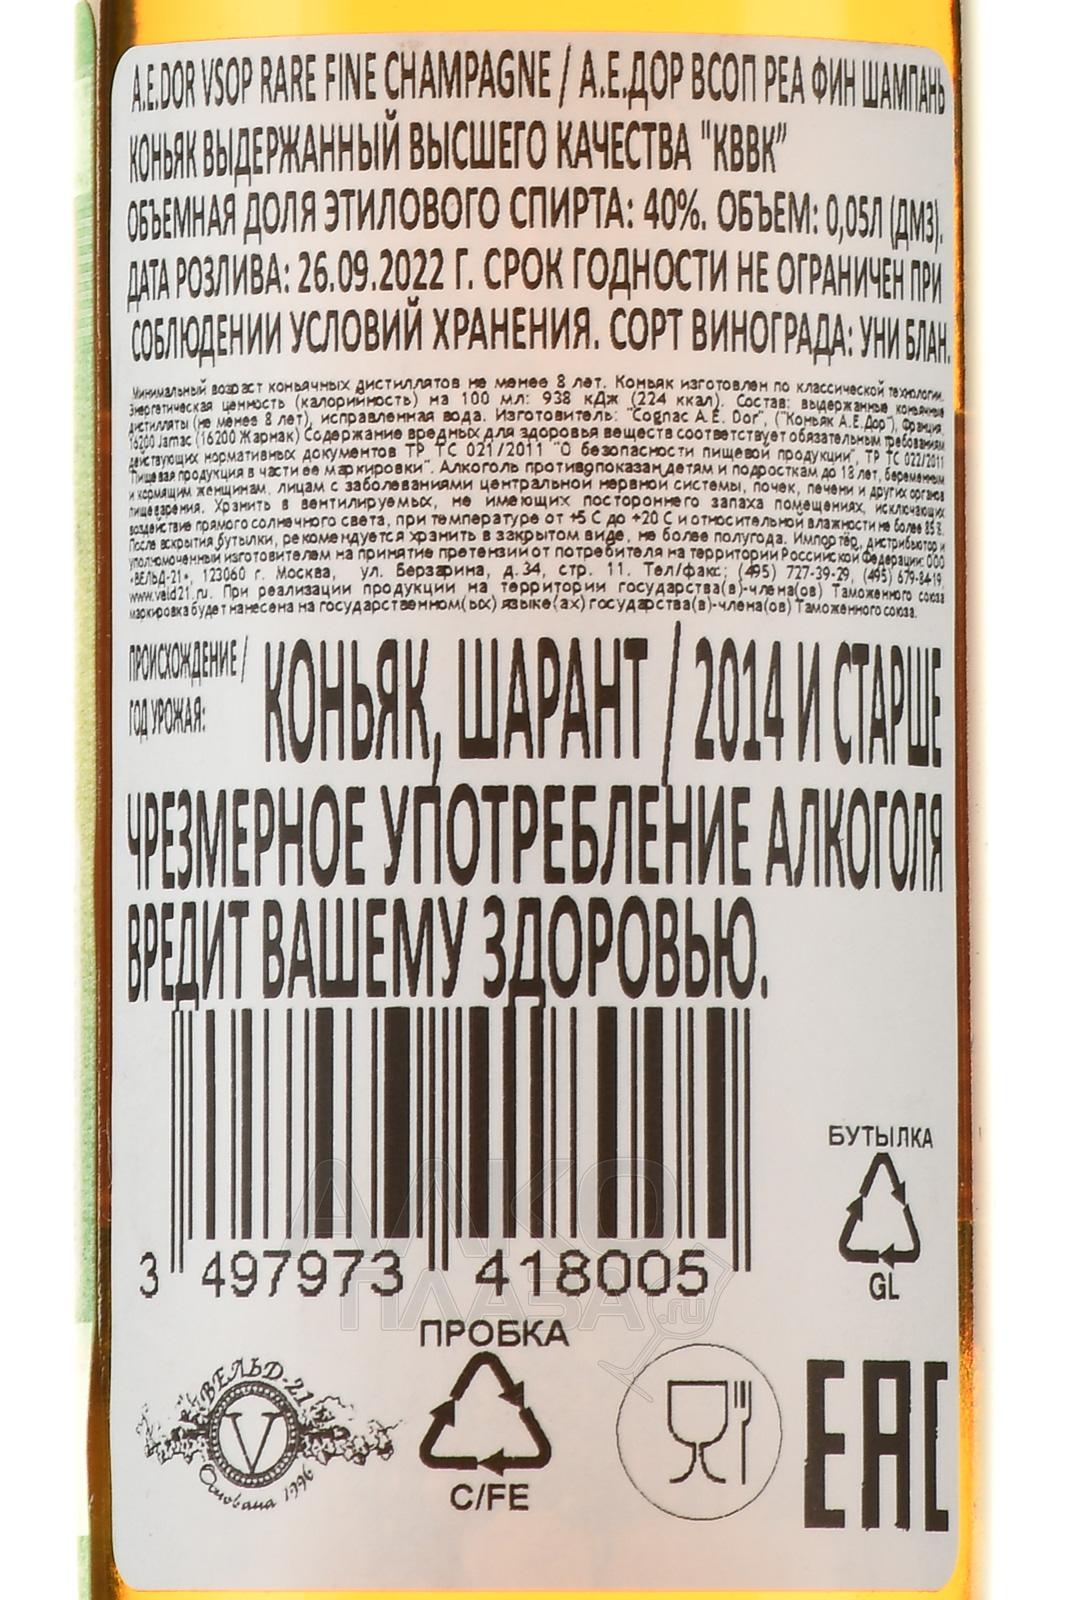 A.E.DOR VSOP RARE FINE CHAMPAGNE / А.Е.ДОР ВСОП РЕА ФИН ШАМПАНЬ
КОНЬЯК ВЫДЕРЖАННЫЙ ВЫСШЕГО КАЧЕСТВА "КВВК"
ОБЪЕМНАЯ ДОЛЯ ЭТИЛОВОГО СПИРТА: 40%. ОБЪЕМ: 0,05Л (ДМ3).
ДАТА РОЗЛИВА: 26.09.2022 Г. СРОК ГОДНОСТИ НЕ ОГРАНИЧЕН ПРИ
СОБЛЮДЕНИИ УСЛОВИЙ ХРАНЕНИЯ. СОРТ ВИНОГРАДА: УНИ БЛАН.
Минимальный возраст коньячных дистиллятов не менее 8 лет. Коньяк изготовлен по классической технологии.
Энергетическая ценность (калорийность) на 100 мл: 938 кДж (224 ккал). Состав: выдержанные коньячные
дистилляты (не менее 8 лет), исправленная вода. Изготовитель: "Cognac A.E. Dor", ("Коньяк А.Е.Дор"), Франция,
16200 Jarnac (16200 Жарнак) Содержание вредных для здоровья веществ соответствует обязательным требованиям
действующих нормативных документов ТР ТС 021/2011 "О безопасности пищевой продукции", ТР ТС 022/2011
"Пищевая продукция в части ее маркировки". Алкоголь противопоказан детям и подросткам до 18 лет, беременным
и кормящим женщинам, лицам с заболеваниями центральной нервной системы, почек, печени и других органов
пищеварения. Хранить в вентилируемых, не имеющих постороннего запаха помещениях, исключающих
воздействие прямого солнечного света, при температуре от +5 С до +20 С и относительной влажности не более 85 %.
После вскрытия бутылки, рекомендуется хранить в закрытом виде, не более полугода. Импортёр, дистрибьютор и
уполномоченный изготовителем на принятие претензий от потребителя на территории Российской Федерации: ООО
«ВЕЛЬД-21», 123060 г. Москва, ул. Берзарина, д.34, стр. 11. Тел/факс: (495) 727-39-29, (495) 679-84-19,
www.veld21.ru. При реализации продукции на территории государства(в)-члена(ов) Таможенного союза
маркировка будет нанесена на государственном(ых) языке(ах) государства(в)-члена(ов) Таможенного союза.
ПРОИСХОЖДЕНИЕ /
ГОД УРОЖАЯ:
КОНЬЯК, ШАРАНТ / 2014 И СТАРШЕ
ЧРЕЗМЕРНОЕ УПОТРЕБЛЕНИЕ АЛКОГОЛЯ
ВРЕДИТ ВАШЕМУ ЗДОРОВЬЮ.
БУТЫЛКА
GL
3 497973 418005
АЛКО
ПЛАЗА.ru
ПРОБКА
C/FE
ВЕЛЬД-21
V
Основана 1996
EAC